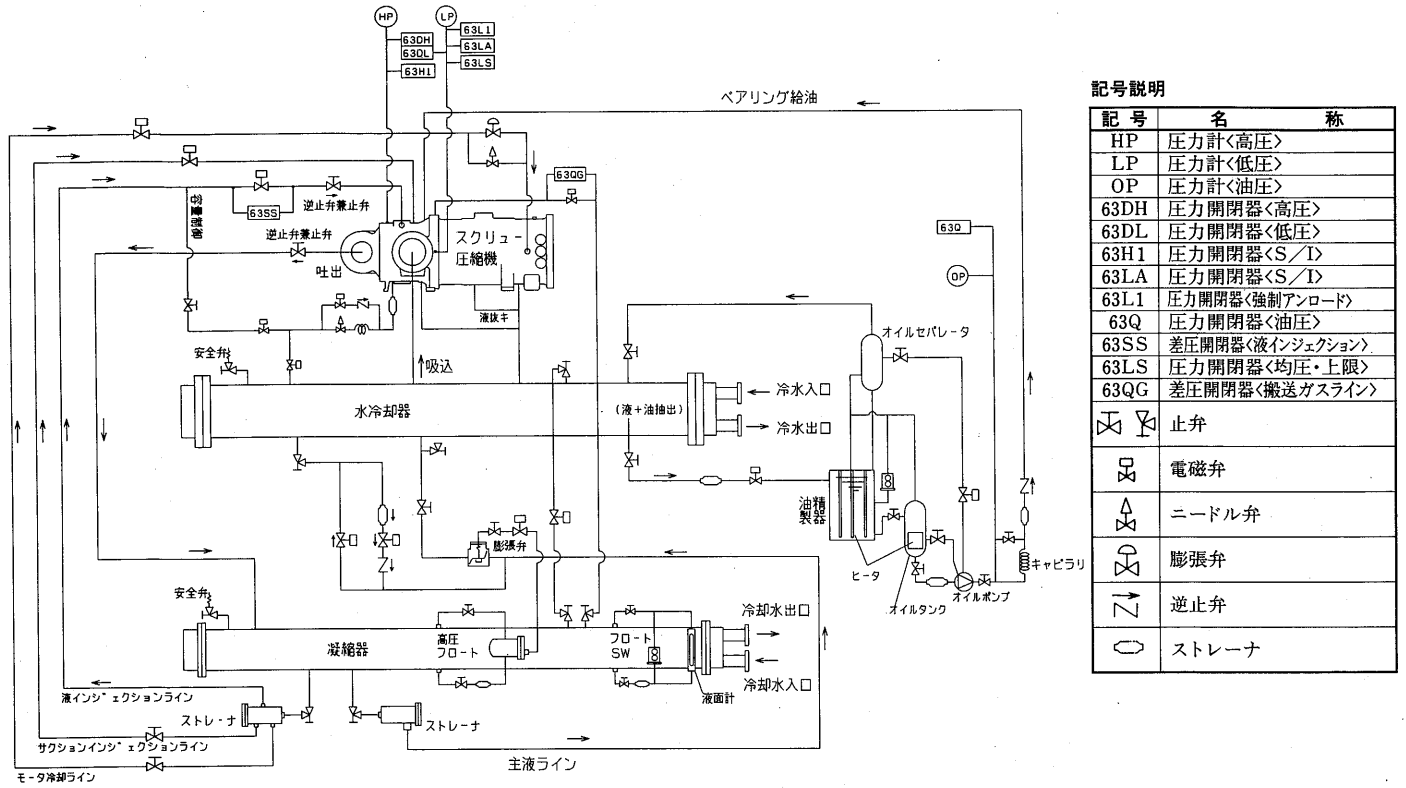 HP
LP
63DH
63DL
63H1
63L1
63LA
63LS
ベアリング給油
63QG
63SS
逆止弁兼止弁
容量制御
逆止弁兼止弁
吐出
スクリュー
圧縮機
液抜キ
63Q
OP
安全弁
吸込
オイルセパレータ
水冷却器
(液+油抽出)
冷水入口
冷水出口
油精
製器
膨張弁
ヒータ
オイルタンク
オイルポンプ
キャピラリ
安全弁
凝縮器
高圧
フロート
フロート
SW
冷却水出口
冷却水入口
液面計
液インジェクションライン
ストレーナ
ストレーナ
サクションインジェクションライン
主液ライン
モータ冷却ライン
記号説明
記号 名称
HP 圧力計<高圧>
LP 圧力計<低圧>
OP 圧力計<油圧>
63DH 圧力開閉器<高圧>
63DL 圧力開閉器<低圧>
63H1 圧力開閉器<S/I>
63LA 圧力開閉器<S/I>
63L1 圧力開閉器<強制アンロード>
63Q 圧力開閉器<油圧>
63SS 差圧開閉器<液インジェクション>
63LS 圧力開閉器<均圧・上限>
63QG 差圧開閉器<搬送ガスライン>
止弁
電磁弁
ニードル弁
膨張弁
逆止弁
ストレーナ